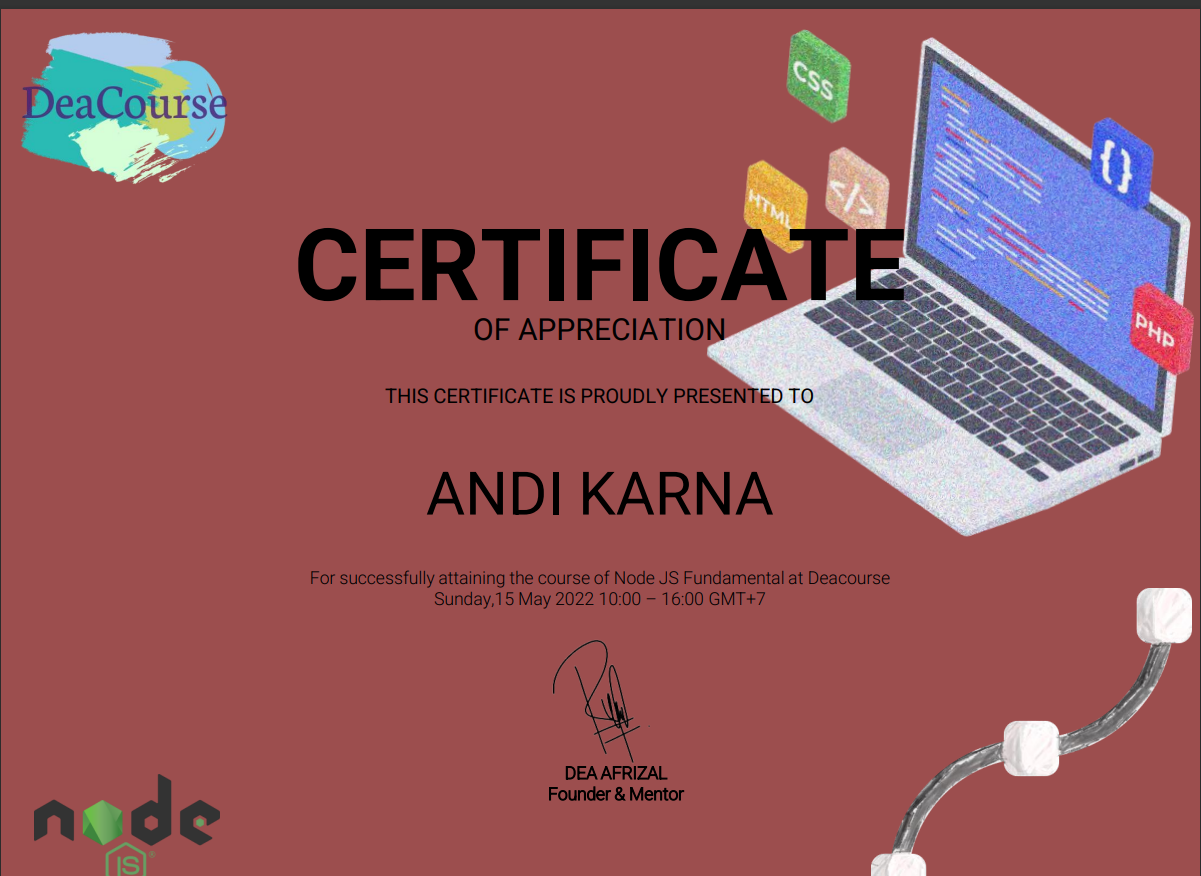 DeaCourse
CSS
{}
HTML
</>
CERTIFICATE
OF APPRECIATION
PHP
THIS CERTIFICATE IS PROUDLY PRESENTED TO
ANDI KARNA
For successfully attaining the course of Node JS Fundamental at Deacourse
Sunday,15 May 2022 10:00 – 16:00 GMT+7
DEA AFRIZAL
Founder & Mentor
node
JS®